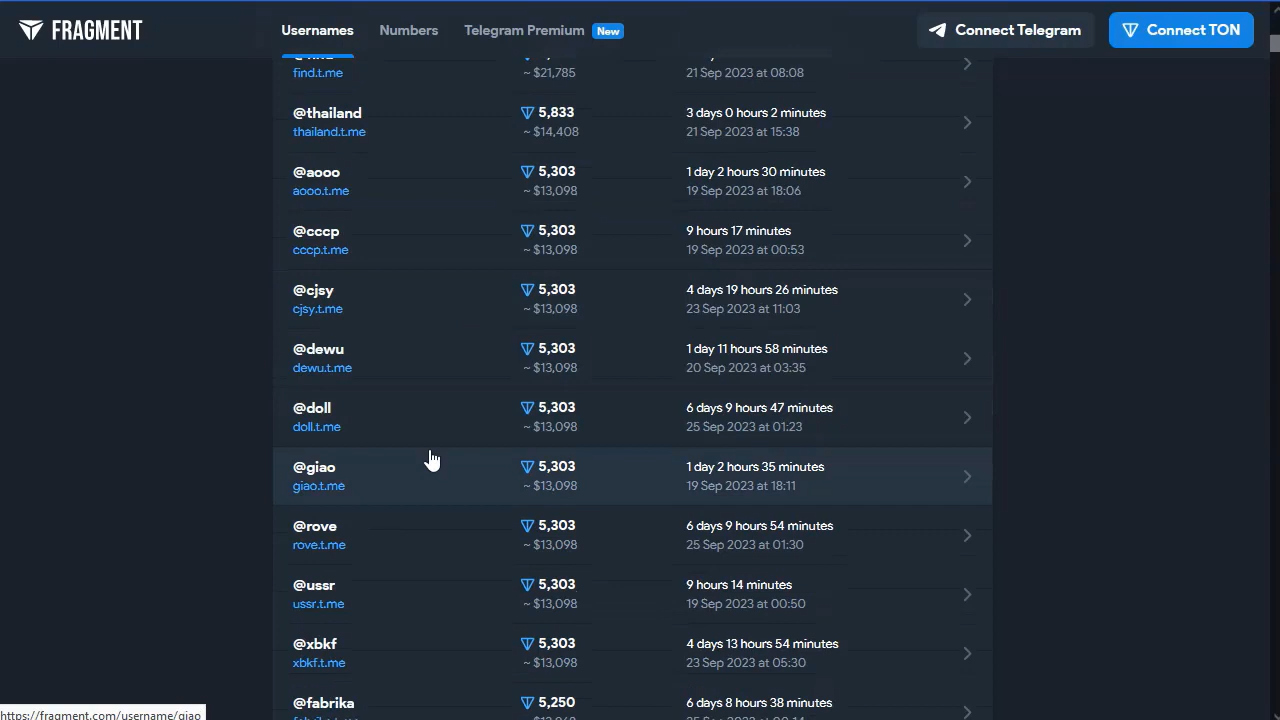 FRAGMENT Usernames Numbers Telegram Premium New Connect Telegram Connect TON
find.t.me ~ $21,785 21 Sep 2023 at 08:08
@thailand 5,833 3 days 0 hours 2 minutes
thailand.t.me ~ $14,408 21 Sep 2023 at 15:38
@aooo 5,303 1 day 2 hours 30 minutes
aooo.t.me ~ $13,098 19 Sep 2023 at 18:06
@cccp 5,303 9 hours 17 minutes
cccp.t.me ~ $13,098 19 Sep 2023 at 00:53
@cjsy 5,303 4 days 19 hours 26 minutes
cjsy.t.me ~ $13,098 23 Sep 2023 at 11:03
@dewu 5,303 1 day 11 hours 58 minutes
dewu.t.me ~ $13,098 20 Sep 2023 at 03:35
@doll 5,303 6 days 9 hours 47 minutes
doll.t.me ~ $13,098 25 Sep 2023 at 01:23
@giao 5,303 1 day 2 hours 35 minutes
giao.t.me ~ $13,098 19 Sep 2023 at 18:11
@rove 5,303 6 days 9 hours 54 minutes
rove.t.me ~ $13,098 25 Sep 2023 at 01:30
@ussr 5,303 9 hours 14 minutes
ussr.t.me ~ $13,098 19 Sep 2023 at 00:50
@xbkf 5,303 4 days 13 hours 54 minutes
xbkf.t.me ~ $13,098 23 Sep 2023 at 05:30
@fabrika 5,250 6 days 8 hours 38 minutes
https://fragment.com/username/giao